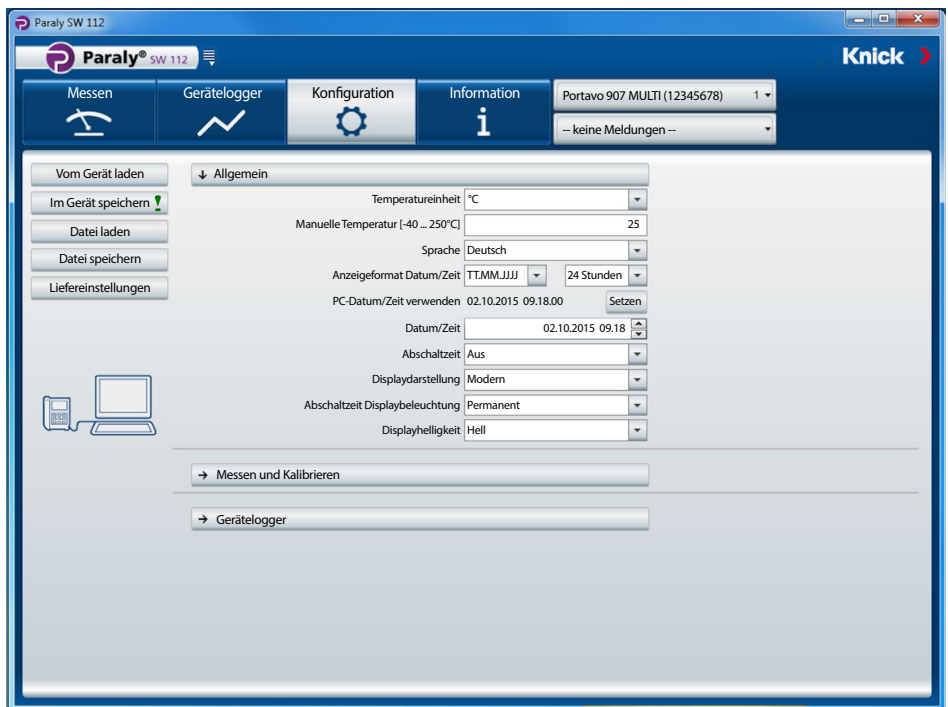 Paraly SW 112
Paraly® SW 112
Knick
Messen
Gerätelogger
Konfiguration
Information
Portavo 907 MULTI (12345678) 1
-- keine Meldungen --
Vom Gerät laden
Im Gerät speichern
Datei laden
Datei speichern
Liefereinstellungen
Allgemein
Temperatureinheit °C
Manuelle Temperatur [-40 ... 250°C] 25
Sprache Deutsch
Anzeigeformat Datum/Zeit TT.MM.JJJJ 24 Stunden
PC-Datum/Zeit verwenden 02.10.2015 09.18.00 Setzen
Datum/Zeit 02.10.2015 09.18
Abschaltzeit Aus
Displaydarstellung Modern
Abschaltzeit Displaybeleuchtung Permanent
Displayhelligkeit Hell
Messen und Kalibrieren
Gerätelogger